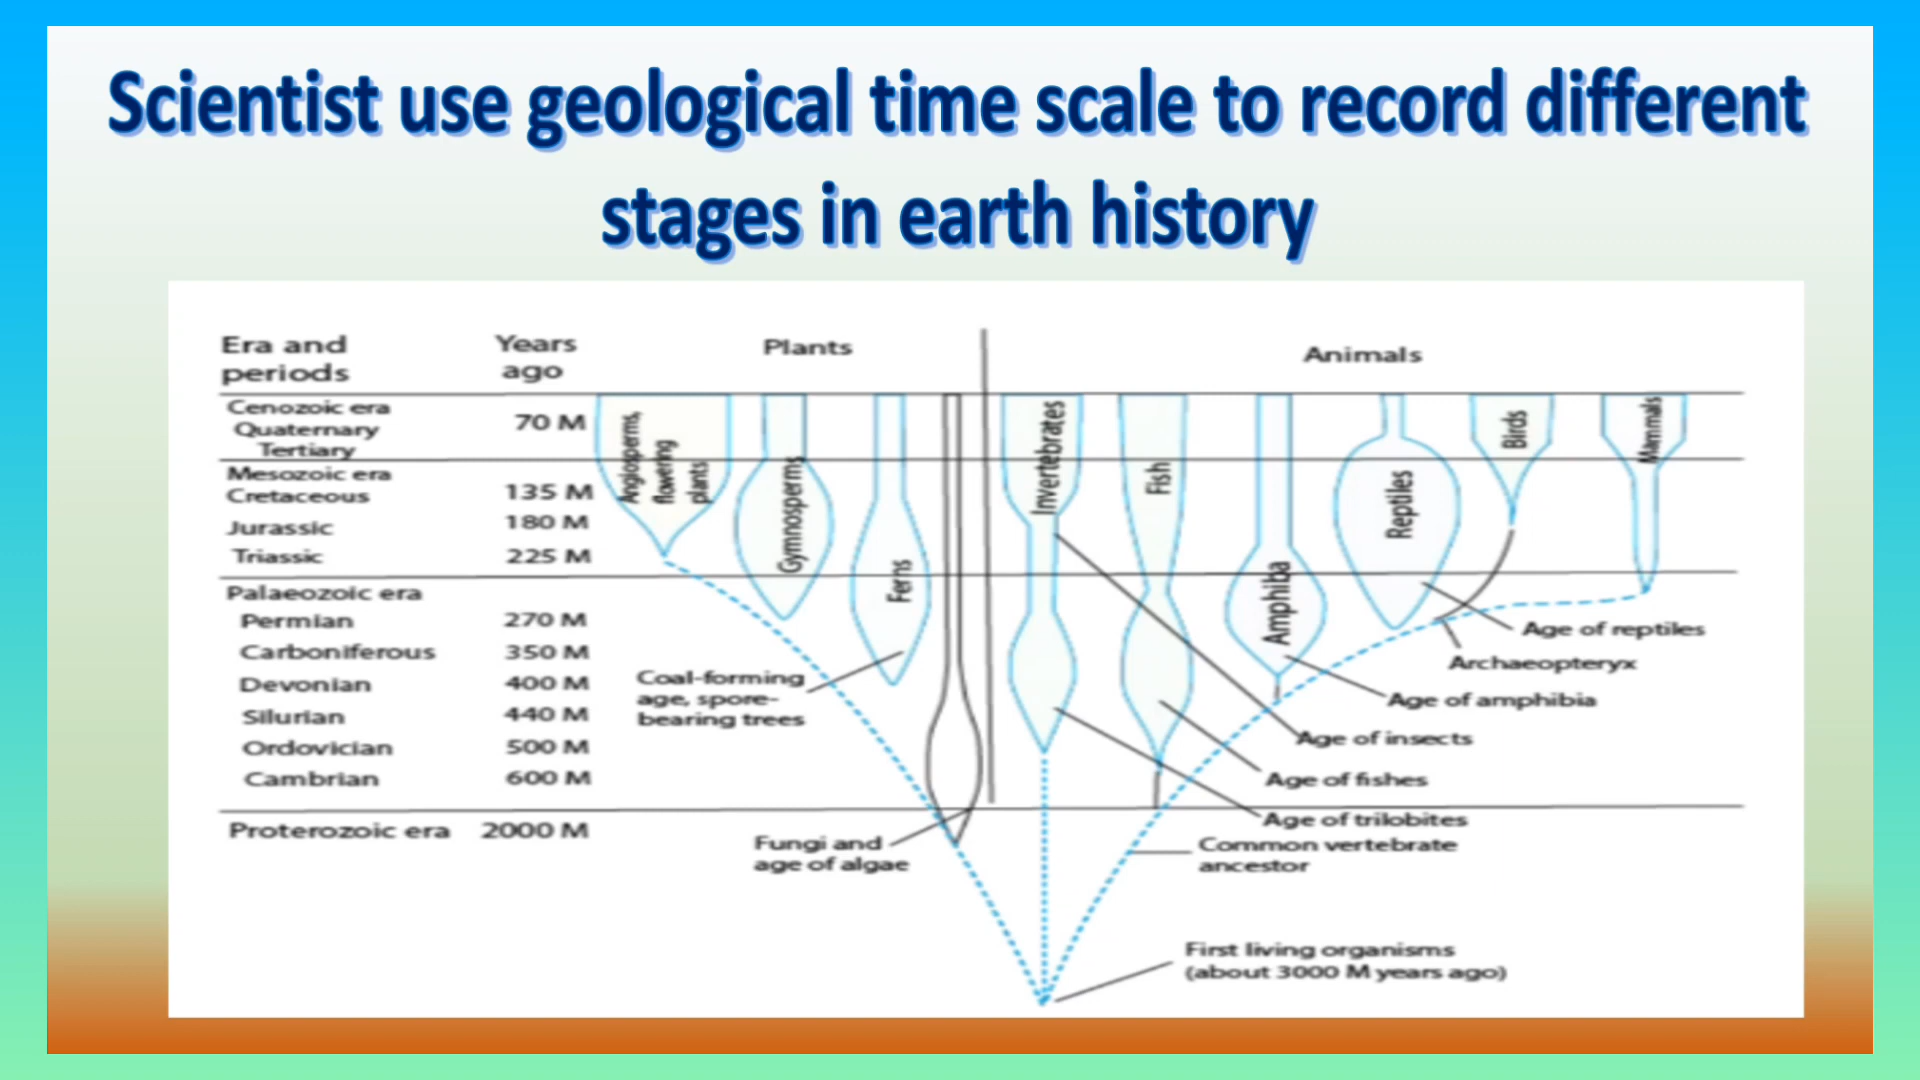 Scientist use geological time scale to record different
stages in earth history
Era and
periods
Years
ago
Plants
Animals
Cenozoic era
Quaternary
Tertiary
70 M
Mesozoic era
Cretaceous
135 M
Jurassic
180 M
Triassic
225 M
Palaeozoic era
Permian
270 M
Carboniferous
350 M
Devonian
400 M
Silurian
440 M
Ordovician
500 M
Cambrian
600 M
Proterozoic era
2000 M
Angiosperms,
flowering
plants
Gymnosperms
Ferns
Invertebrates
Fish
Amphiba
Reptiles
Birds
Mammals
Coal-forming
age, spore-
bearing trees
Fungi and
age of algae
Age of reptiles
Archaeopteryx
Age of amphibia
Age of insects
Age of fishes
Age of trilobites
Common vertebrate
ancestor
First living organisms
(about 3000 M years ago)